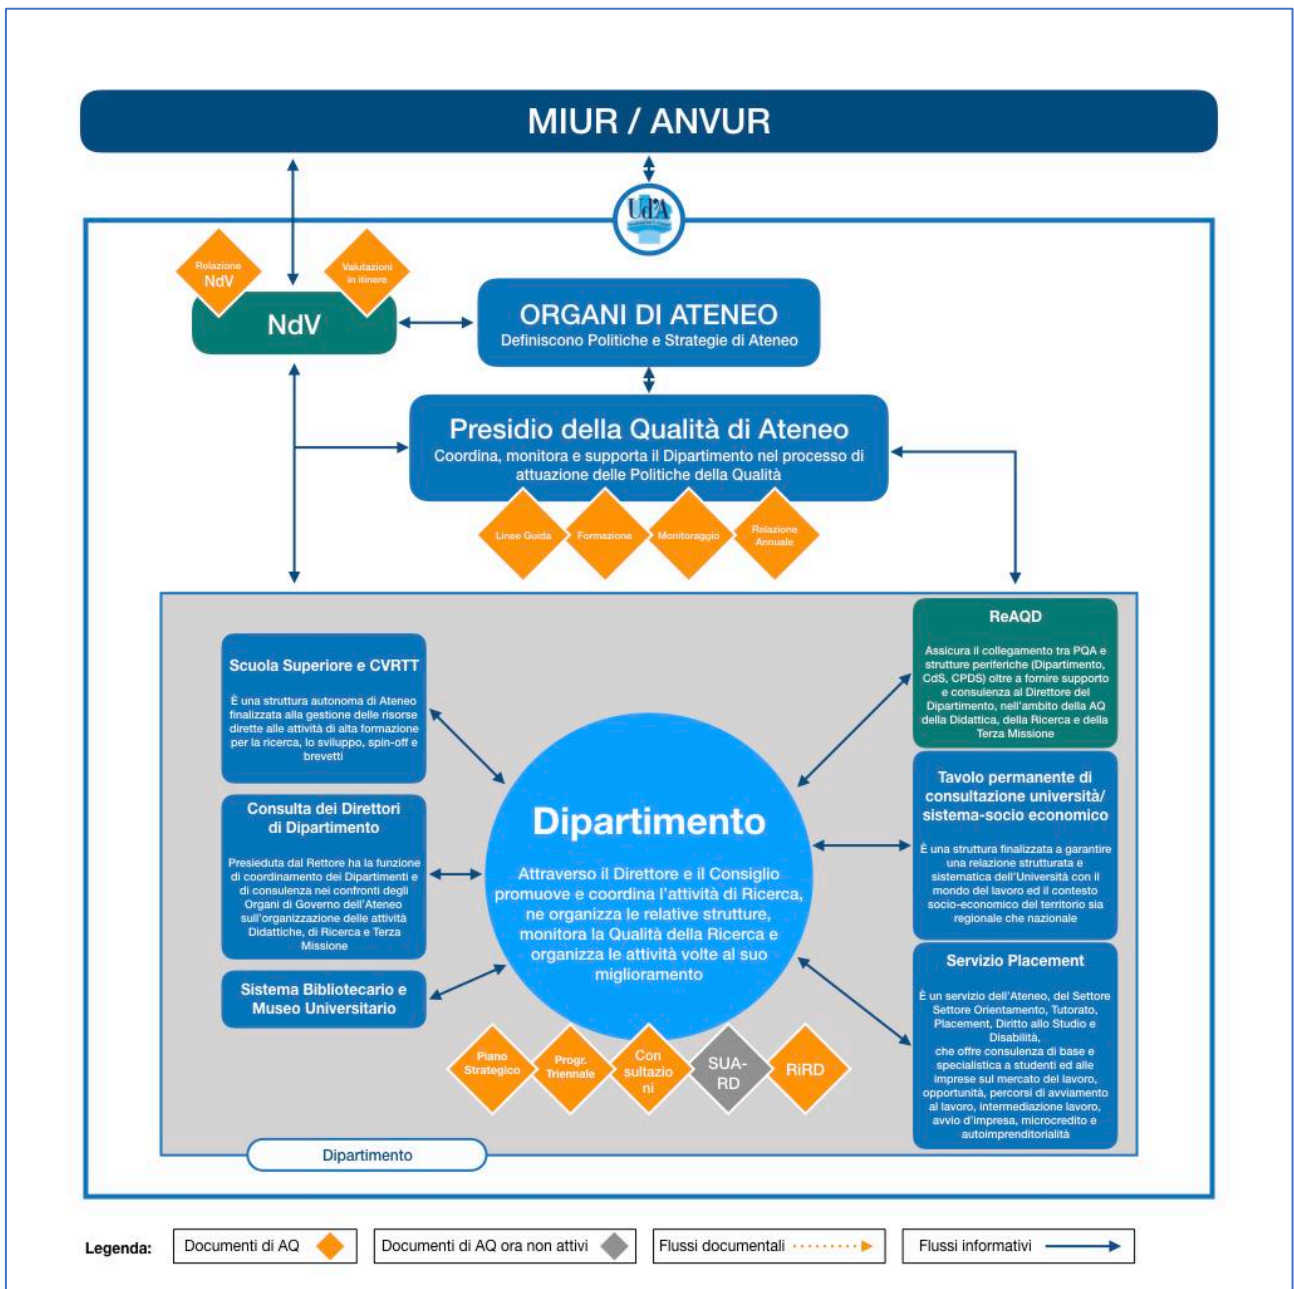 MIUR / ANVUR
Ud'A
Relazione
NdV
Valutazioni
in itinere
NdV
ORGANI DI ATENEO
Definiscono Politiche e Strategie di Ateneo
Presidio della Qualità di Ateneo
Coordina, monitora e supporta il Dipartimento nel processo di
attuazione delle Politiche della Qualità
Linee Guida
Formazione
Monitoraggio
Relazione
Annuale
Scuola Superiore e CVRTT
È una struttura autonoma di Ateneo
finalizzata alla gestione delle risorse
dirette alle attività di alta formazione
per la ricerca, lo sviluppo, spin-off e
brevetti
Consulta dei Direttori
di Dipartimento
Presieduta dal Rettore ha la funzione
di coordinamento dei Dipartimenti e
di consulenza nei confronti degli
Organi di Governo dell'Ateneo
sull'organizzazione delle attività
Didattiche, di Ricerca e Terza
Missione
Sistema Bibliotecario e
Museo Universitario
Dipartimento
Attraverso il Direttore e il Consiglio
promuove e coordina l'attività di Ricerca,
ne organizza le relative strutture,
monitora la Qualità della Ricerca e
organizza le attività volte al suo
miglioramento
ReAQD
Assicura il collegamento tra PQA e
strutture periferiche (Dipartimento,
CdS, CPDS) oltre a fornire supporto
e consulenza al Direttore del
Dipartimento, nell'ambito della AQ
della Didattica, della Ricerca e della
Terza Missione
Tavolo permanente di
consultazione università/
sistema-socio economico
È una struttura finalizzata a garantire
una relazione strutturata e
sistematica dell'Università con il
mondo del lavoro ed il contesto
socio-economico del territorio sia
regionale che nazionale
Servizio Placement
È un servizio dell'Ateneo, del Settore
Settore Orientamento, Tutorato,
Placement, Diritto allo Studio e
Disabilità,
che offre consulenza di base e
specialistica a studenti ed alle
imprese sul mercato del lavoro,
opportunità, percorsi di avviamento
al lavoro, intermediazione lavoro,
avvio d'impresa, microcredito e
autoimprenditorialità
Piano
Strategico
Progr.
Triennale
Con
sultazio
ni
SUA-
RD
RiRD
Dipartimento
Legenda:
Documenti di AQ
Documenti di AQ ora non attivi
Flussi documentali
Flussi informativi